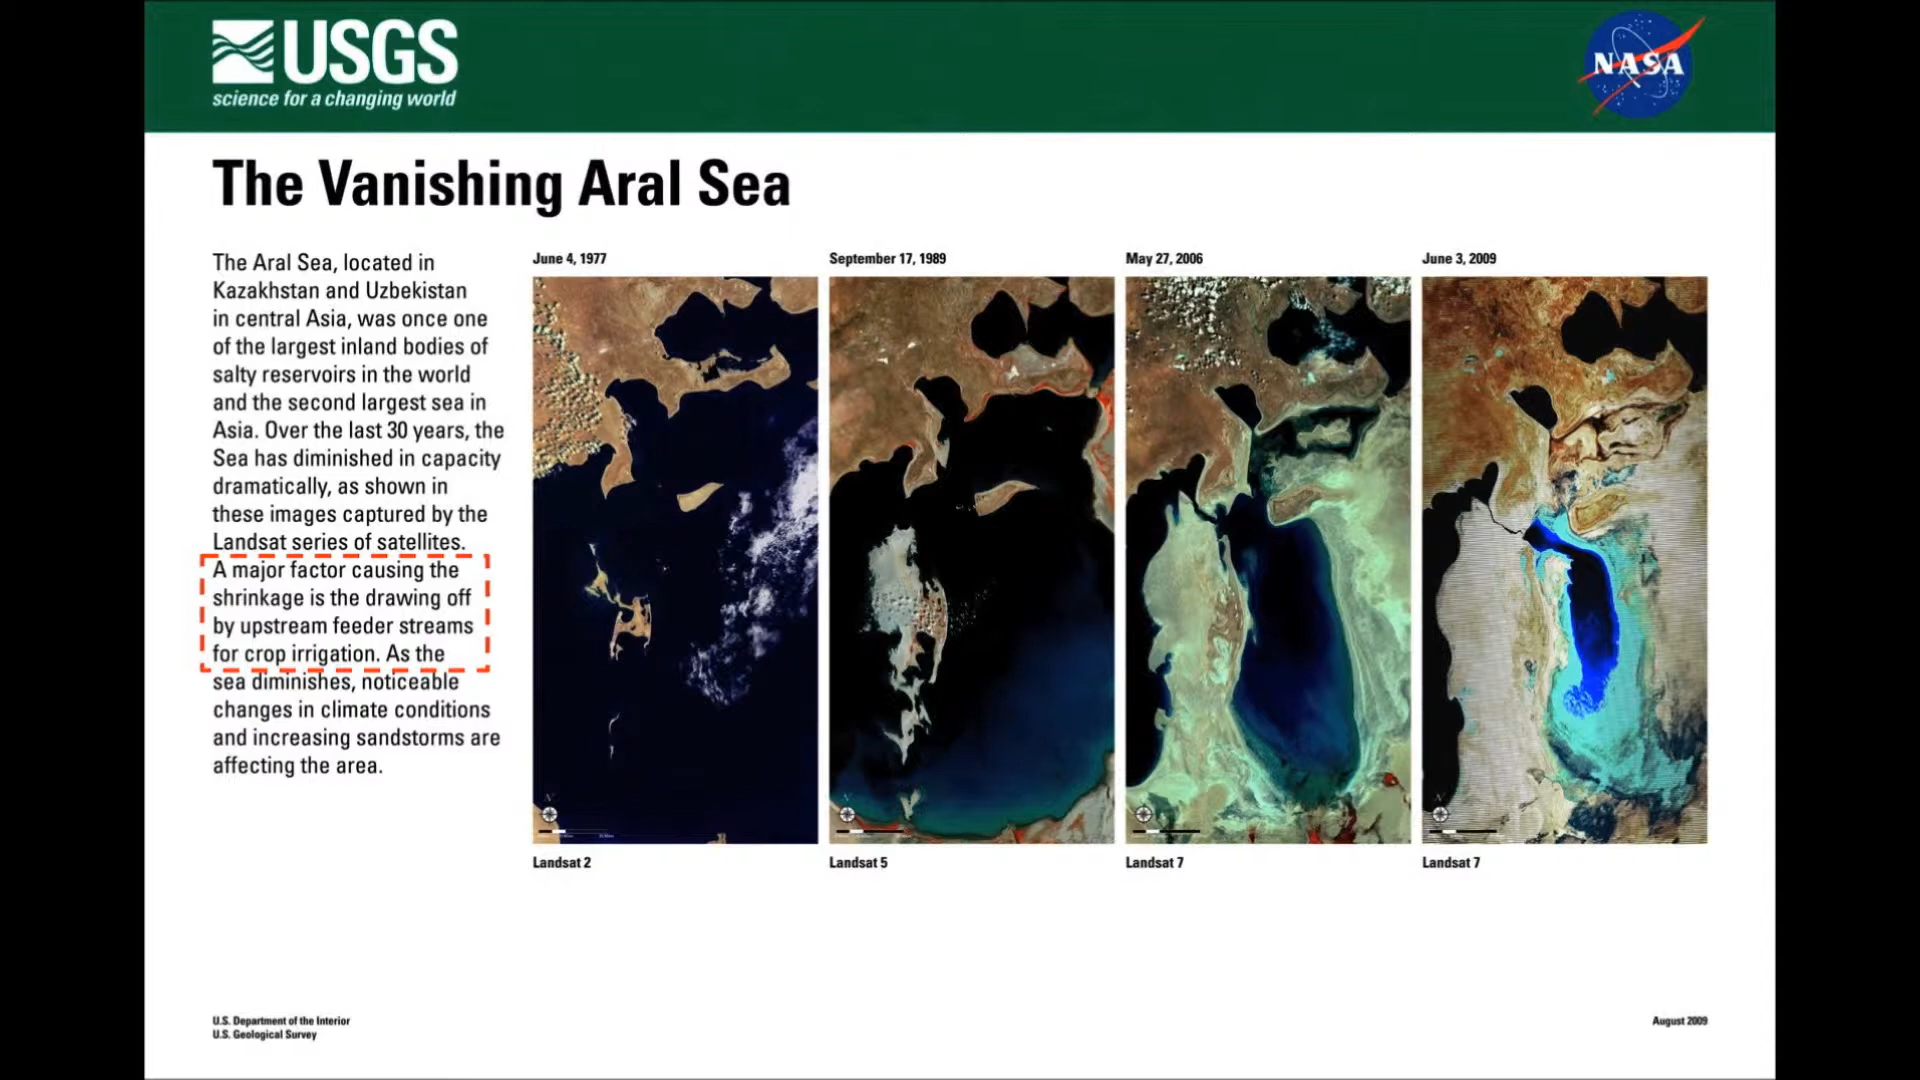 USGS
science for a changing world
NASA
The Vanishing Aral Sea
The Aral Sea, located in
Kazakhstan and Uzbekistan
in central Asia, was once one
of the largest inland bodies of
salty reservoirs in the world
and the second largest sea in
Asia. Over the last 30 years, the
Sea has diminished in capacity
dramatically, as shown in
these images captured by the
Landsat series of satellites.
A major factor causing the
shrinkage is the drawing off
by upstream feeder streams
for crop irrigation. As the
sea diminishes, noticeable
changes in climate conditions
and increasing sandstorms are
affecting the area.
June 4, 1977
September 17, 1989
May 27, 2006
June 3, 2009
Landsat 2
Landsat 5
Landsat 7
Landsat 7
U.S. Department of the Interior
U.S. Geological Survey
August 2009